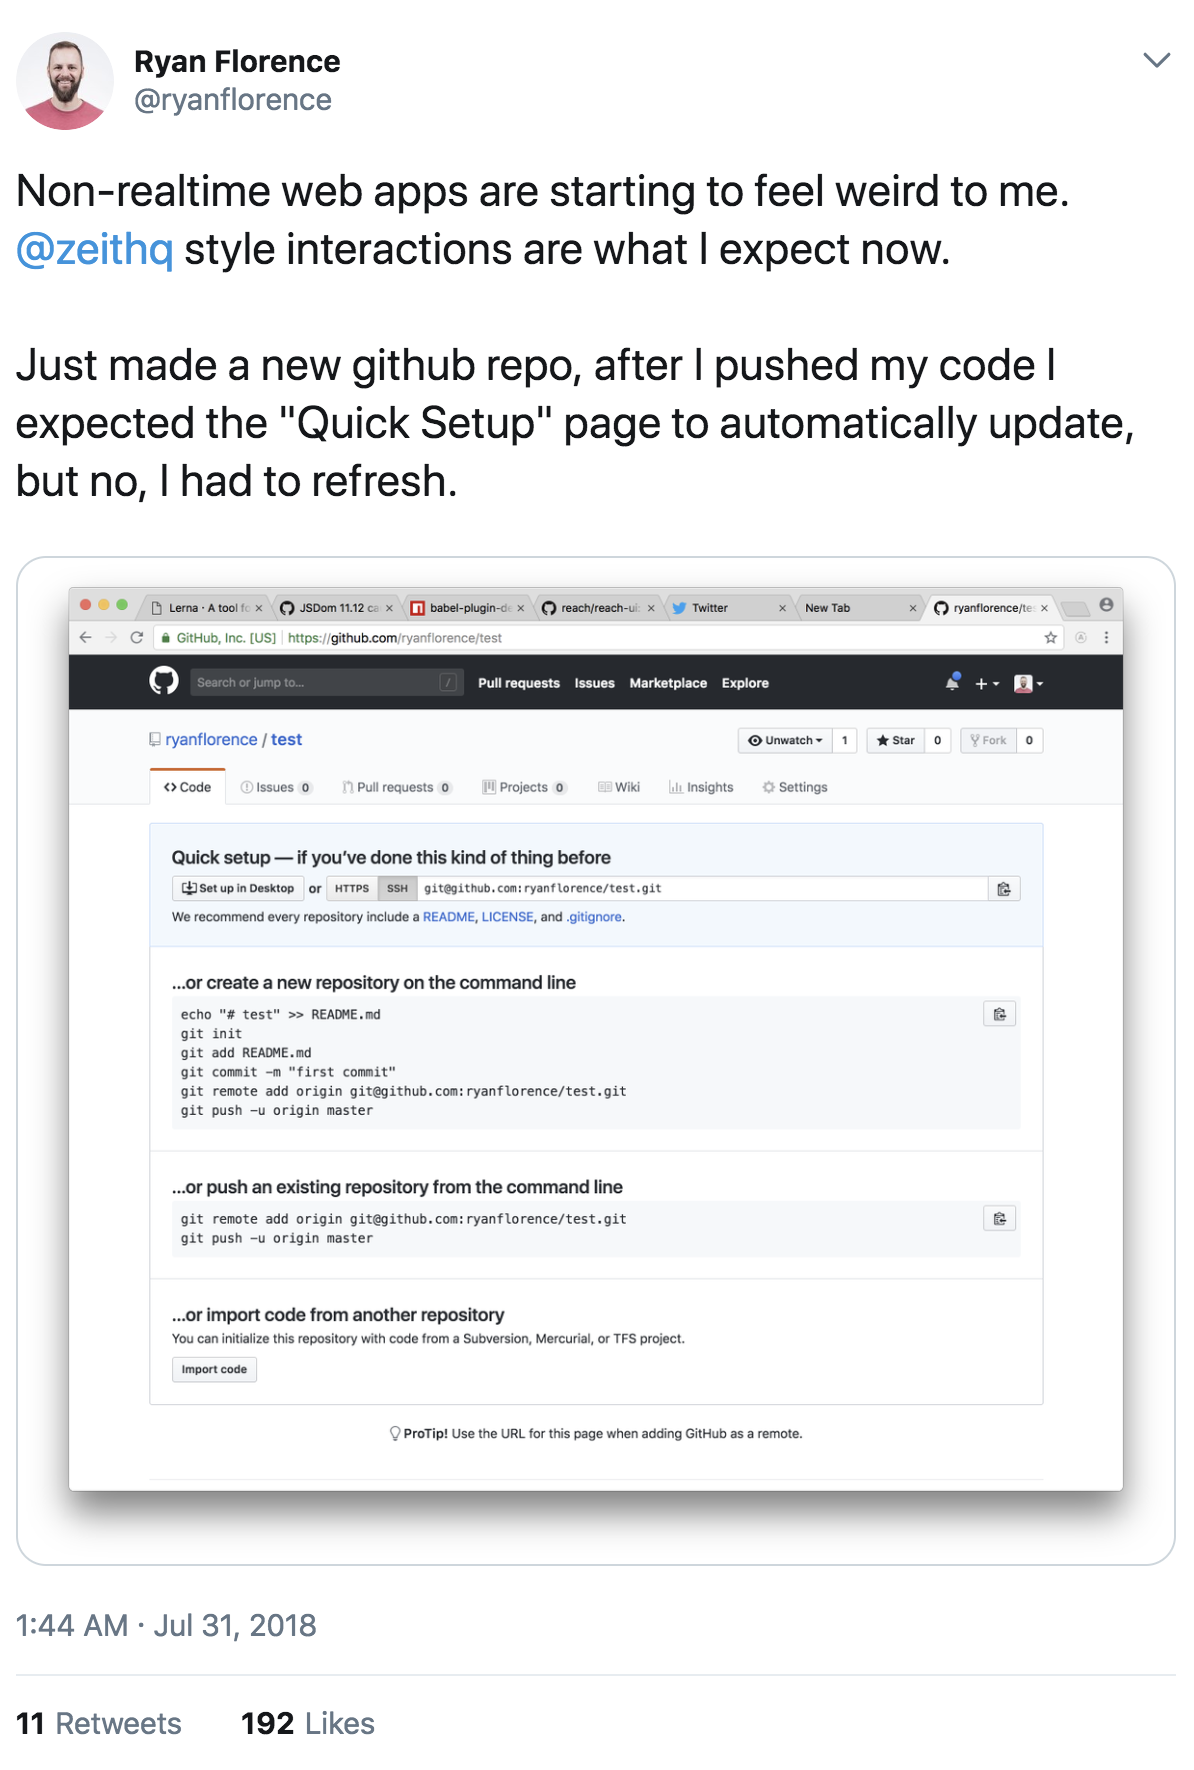 Ryan Florence
@ryanflorence
Non-realtime web apps are starting to feel weird to me.
@zeithq style interactions are what I expect now.
Just made a new github repo, after I pushed my code I
expected the "Quick Setup" page to automatically update,
but no, I had to refresh.
Lerna · A tool fo JSDom 11.12 ca babel-plugin-de reach/reach-ui: Twitter New Tab ryanflorence/tes
GitHub, Inc. [US] https://github.com/ryanflorence/test
Search or jump to... / Pull requests Issues Marketplace Explore
ryanflorence / test Unwatch 1 Star 0 Fork 0
Code Issues 0 Pull requests 0 Projects 0 Wiki Insights Settings
Quick setup — if you've done this kind of thing before
Set up in Desktop or HTTPS SSH git@github.com:ryanflorence/test.git
We recommend every repository include a README, LICENSE, and .gitignore.
...or create a new repository on the command line
echo "# test" >> README.md
git init
git add README.md
git commit -m "first commit"
git remote add origin git@github.com:ryanflorence/test.git
git push -u origin master
...or push an existing repository from the command line
git remote add origin git@github.com:ryanflorence/test.git
git push -u origin master
...or import code from another repository
You can initialize this repository with code from a Subversion, Mercurial, or TFS project.
Import code
ProTip! Use the URL for this page when adding GitHub as a remote.
1:44 AM · Jul 31, 2018
11 Retweets 192 Likes